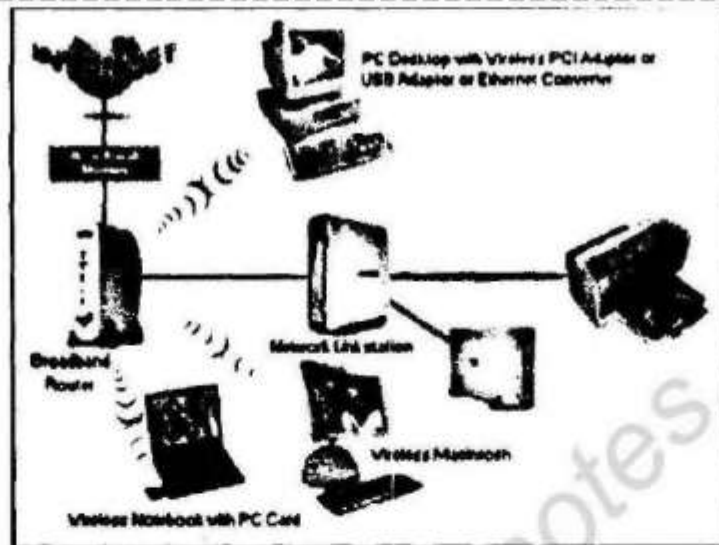 PC Desktop with Wireless PCI Adapter or
USB Adapter or Ethernet Converter
Network Link station
Broadband
Router
Wireless Macintosh
Wireless Notebook with PC Card
notes